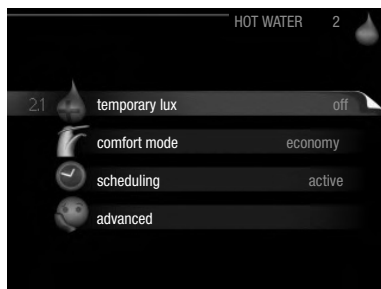 HOT WATER 2
2.1 temporary lux off
comfort mode economy
scheduling active
advanced